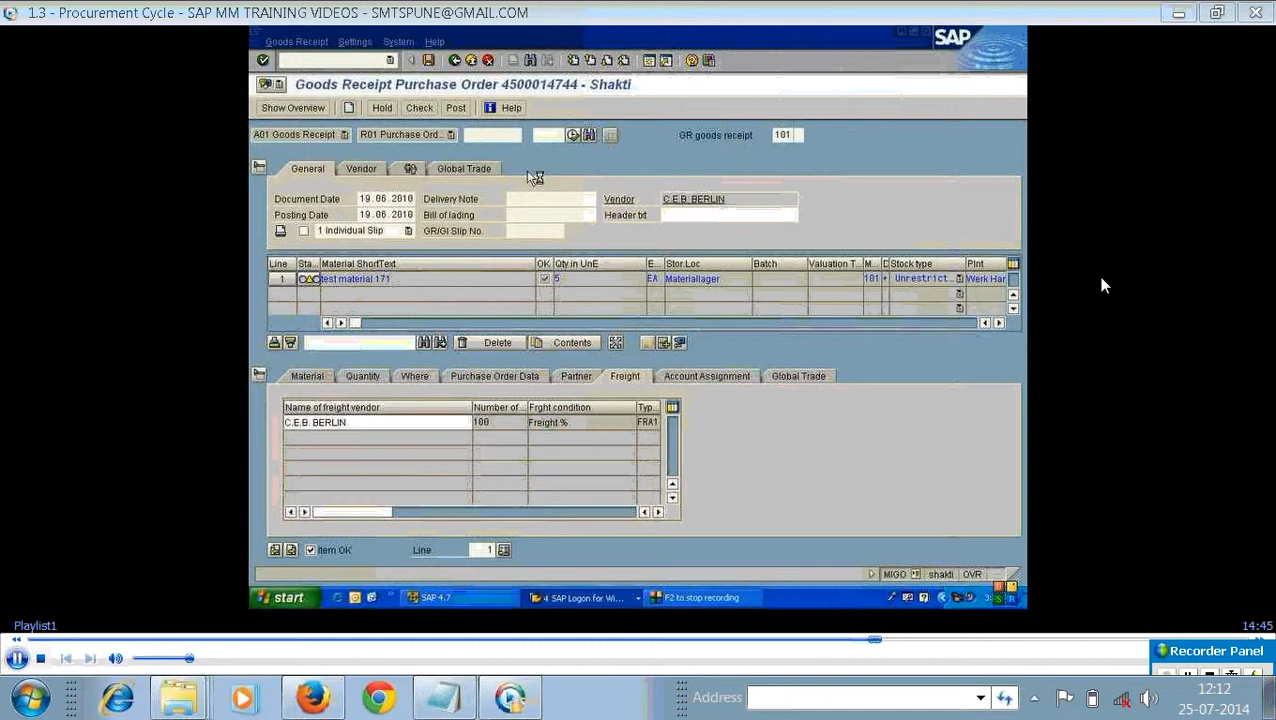 1.3 - Procurement Cycle - SAP MM TRAINING VIDEOS - SMTSPUNE@GMAIL.COM
Goods Receipt Settings System Help
SAP
Goods Receipt Purchase Order 4500014744 - Shakti
Show Overview Hold Check Post Help
A01 Goods Receipt R01 Purchase Ord... GR goods receipt 101
General Vendor Global Trade
Document Date 19.06.2010 Delivery Note Vendor C.E.B. BERLIN
Posting Date 19.06.2010 Bill of lading Header txt
1 Individual Slip GR/GI Slip No.
Line Sta... Material ShortText OK Qty in UnE E... Stor.Loc Batch Valuation T... M... D Stock type Plnt
1 test material 171 5 EA Materiallager 101 + Unrestrict... Werk Har
Delete Contents
Material Quantity Where Purchase Order Data Partner Freight Account Assignment Global Trade
Name of freight vendor Number of ... Frght condition Typ...
C.E.B. BERLIN 100 Freight % FRA1
Item OK Line 1
MIGO shakti OVR
start SAP 4.7 4 SAP Logon for Wi... F2 to stop recording 3:
Playlist1 14:45
Recorder Panel
Address 12:12
25-07-2014